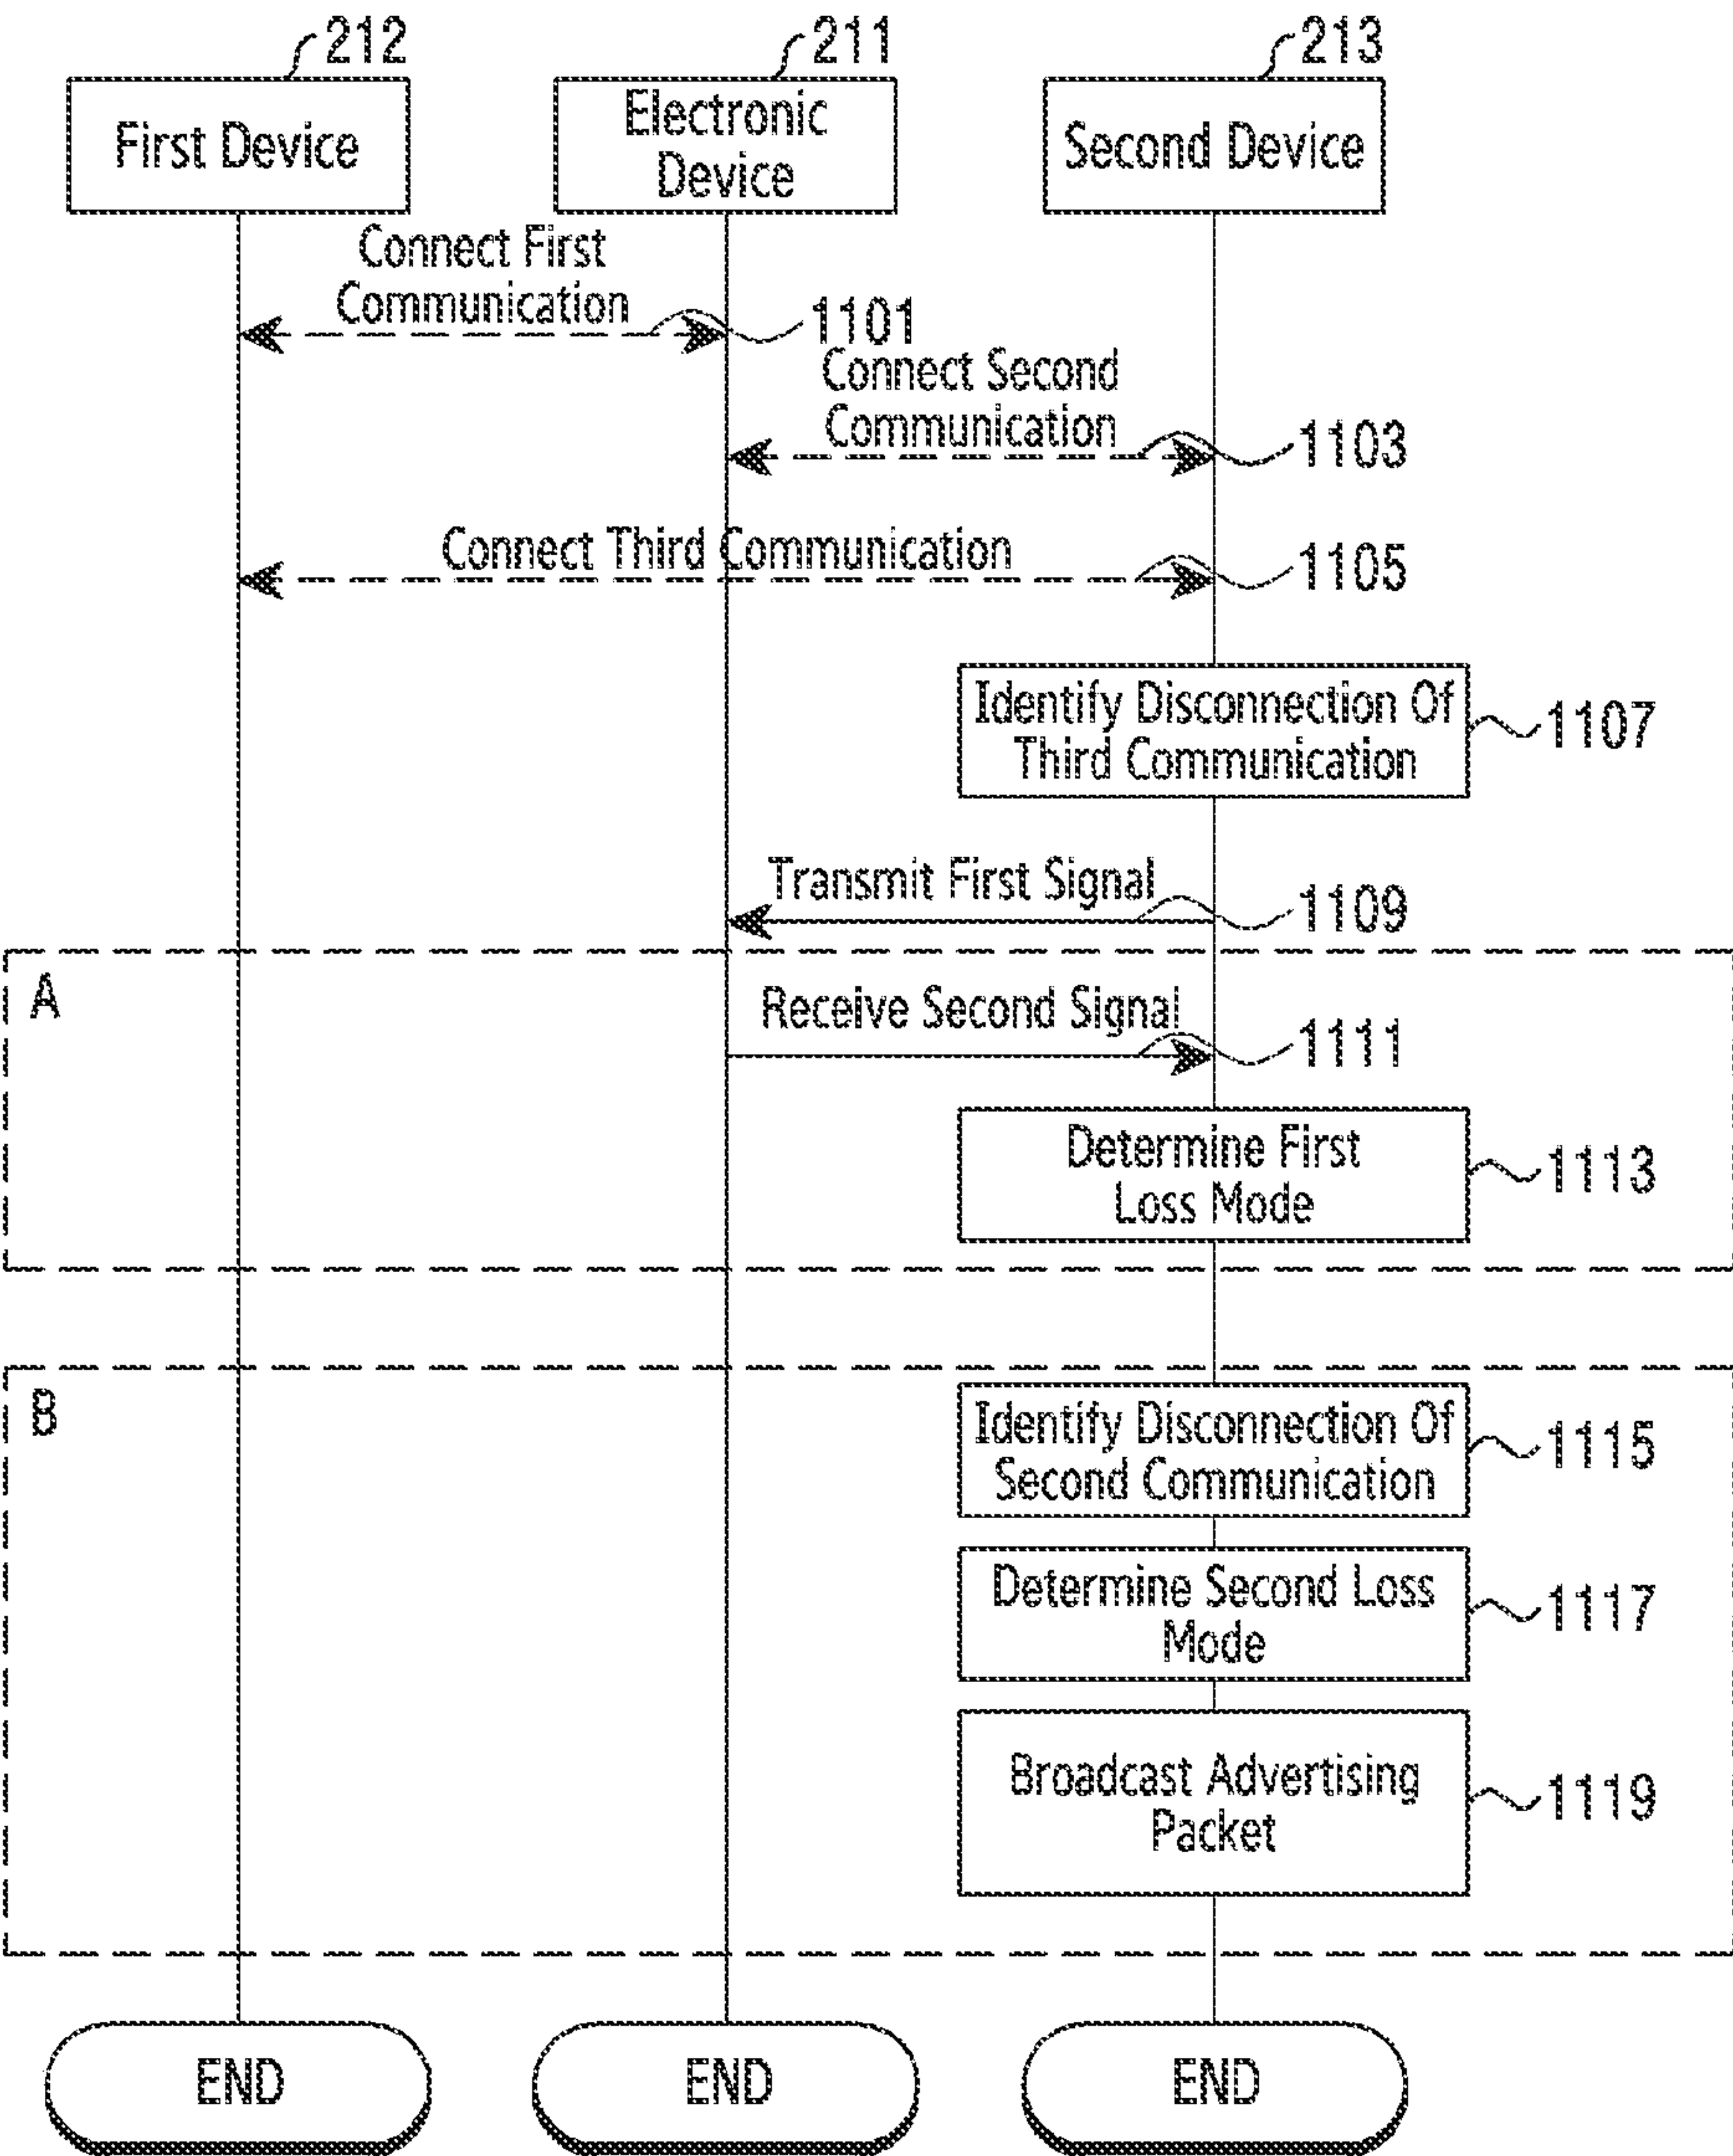 212
211
213
First Device
Electronic
Device
Second Device
Connect First
Communication
1101
Connect Second
Communication
1103
Connect Third Communication
1105
Identify Disconnection Of
Third Communication
1107
Transmit First Signal
1109
A
Receive Second Signal
1111
Determine First
Loss Mode
1113
B
Identify Disconnection Of
Second Communication
1115
Determine Second Loss
Mode
1117
Broadcast Advertising
Packet
1119
END
END
END